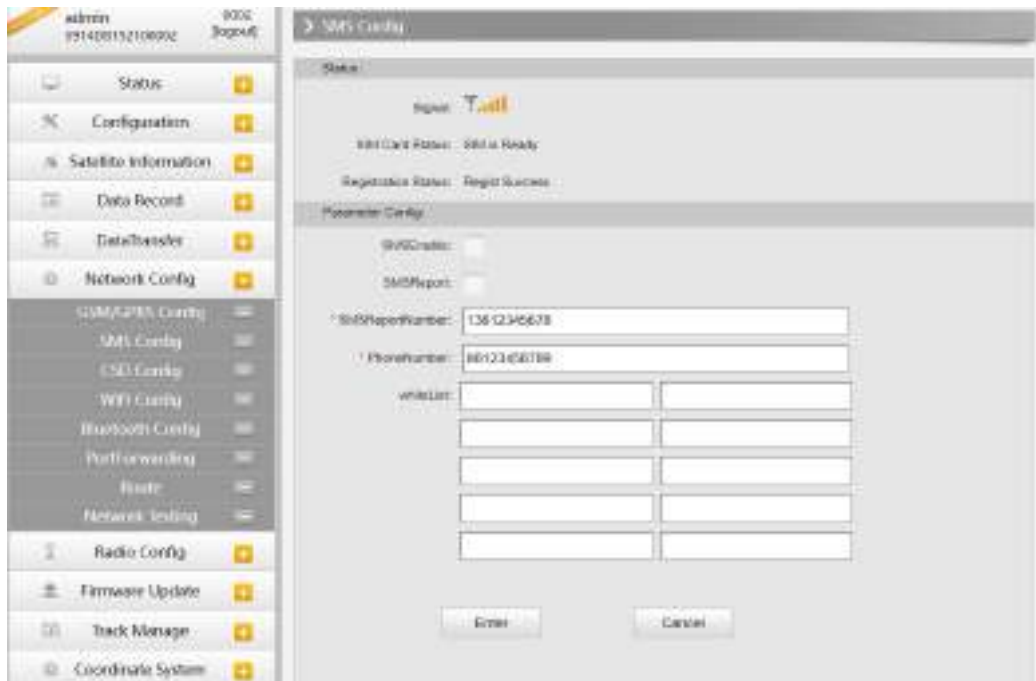 admin
[logout]
SMS Config
Status
Status
Configuration
Satellite Information
Data Record
DataTransfer
Network Config
GSM/GPRS Config
SMS Config
CSD Config
WIFI Config
Bluetooth Config
PortForwarding
Route
Network Testing
Radio Config
Firmware Update
Track Manage
Coordinate System
Signal:
SIM Card Status: SIM is Ready
Registration Status: Regist Success
Parameter Config
SMSEnable:
SMSReport:
* SMSReportNumber: 13612345678
* PhoneNumber:
whiteList:
Enter Cancel